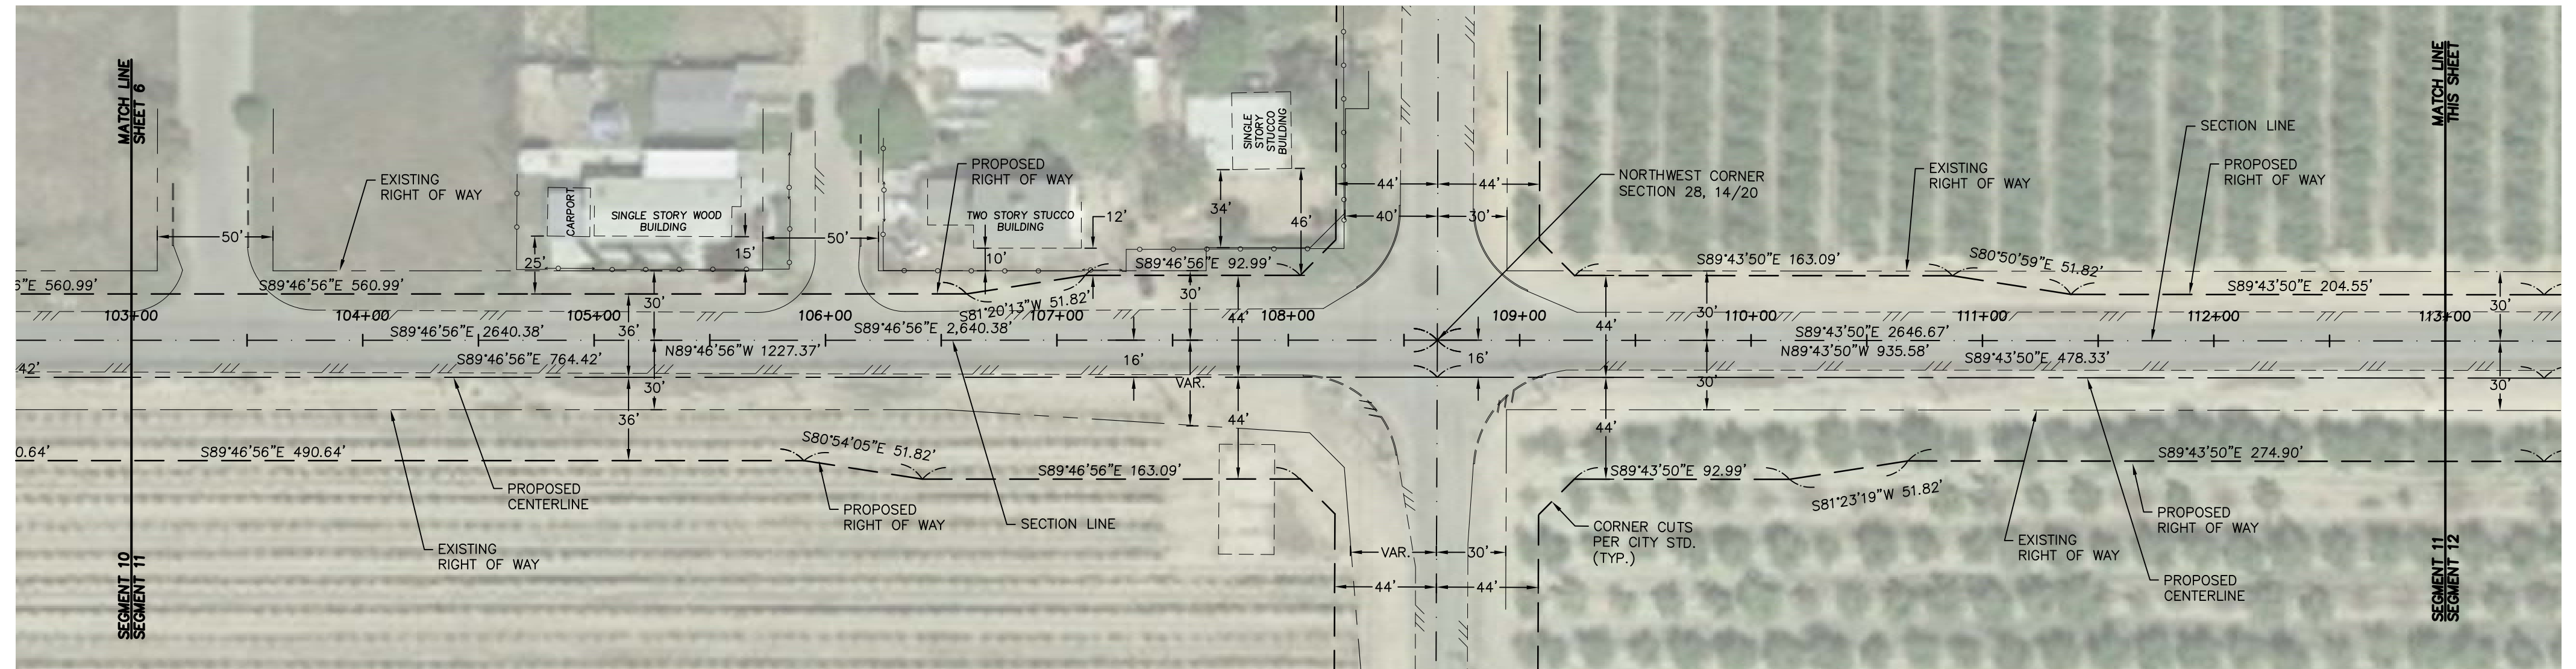 MATCH LINE
SHEET 6
MATCH LINE
THIS SHEET
SECTION LINE
PROPOSED
RIGHT OF WAY
EXISTING
RIGHT OF WAY
NORTHWEST CORNER
SECTION 28, 14/20
PROPOSED
RIGHT OF WAY
EXISTING
RIGHT OF WAY
SINGLE
STORY
STUCCO
BUILDING
CARPORT
SINGLE STORY WOOD
BUILDING
TWO STORY STUCCO
BUILDING
44'
44'
40'
30'
34'
46'
12'
10'
50'
50'
15'
25'
S89°46'56"E 92.99'
S89°43'50"E 163.09'
S80°50'59"E 51.82'
"E 560.99'
S89°46'56"E 560.99'
S81°20'13"W 51.82'
S89°43'50"E 204.55'
30'
30'
30'
30'
103+00
104+00
105+00
106+00
107+00
108+00
109+00
110+00
111+00
112+00
113+00
S89°46'56"E 2640.38'
36'
S89°46'56"E 2,640.38'
44'
44'
S89°43'50"E 2646.67'
S89°46'56"E 764.42'
N89°46'56"W 1227.37'
16'
16'
N89°43'50"W 935.58'
S89°43'50"E 478.33'
42'
30'
VAR.
30'
30'
36'
44'
44'
0.64'
S89°46'56"E 490.64'
S80°54'05"E 51.82'
S89°46'56"E 163.09'
S89°43'50"E 92.99'
S81°23'19"W 51.82'
S89°43'50"E 274.90'
PROPOSED
CENTERLINE
PROPOSED
RIGHT OF WAY
SECTION LINE
EXISTING
RIGHT OF WAY
CORNER CUTS
PER CITY STD.
(TYP.)
PROPOSED
RIGHT OF WAY
EXISTING
RIGHT OF WAY
PROPOSED
CENTERLINE
VAR.
30'
44'
44'
SEGMENT 10
SEGMENT 11
SEGMENT 11
SEGMENT 12